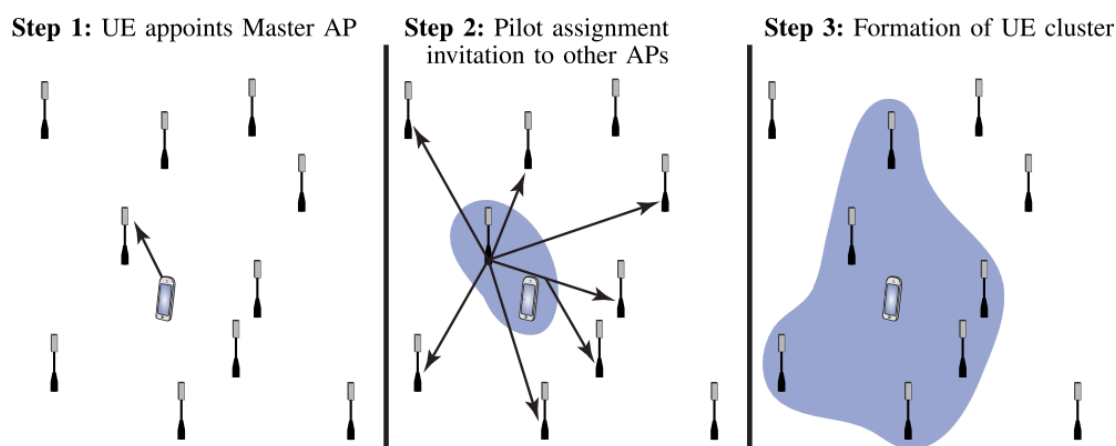 Step 1: UE appoints Master AP
Step 2: Pilot assignment
invitation to other APs
Step 3: Formation of UE cluster